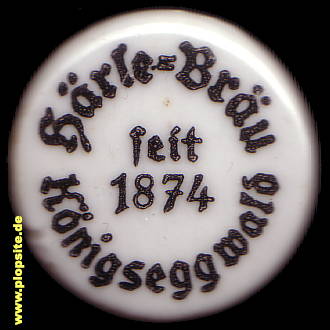 Härle=Bräu
seit
1874
Königseggwald
www.plopsite.de